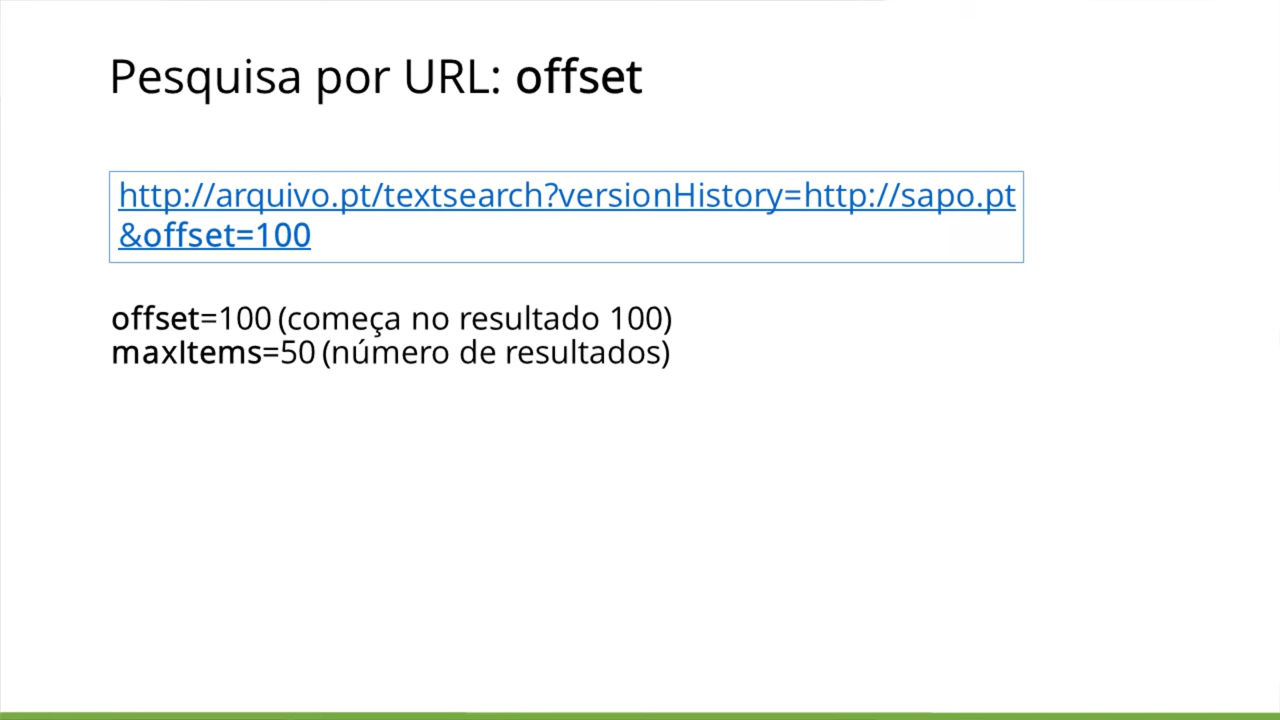 Pesquisa por URL: offset
http://arquivo.pt/textsearch?versionHistory=http://sapo.pt
&offset=100
offset=100 (começa no resultado 100)
maxItems=50 (número de resultados)